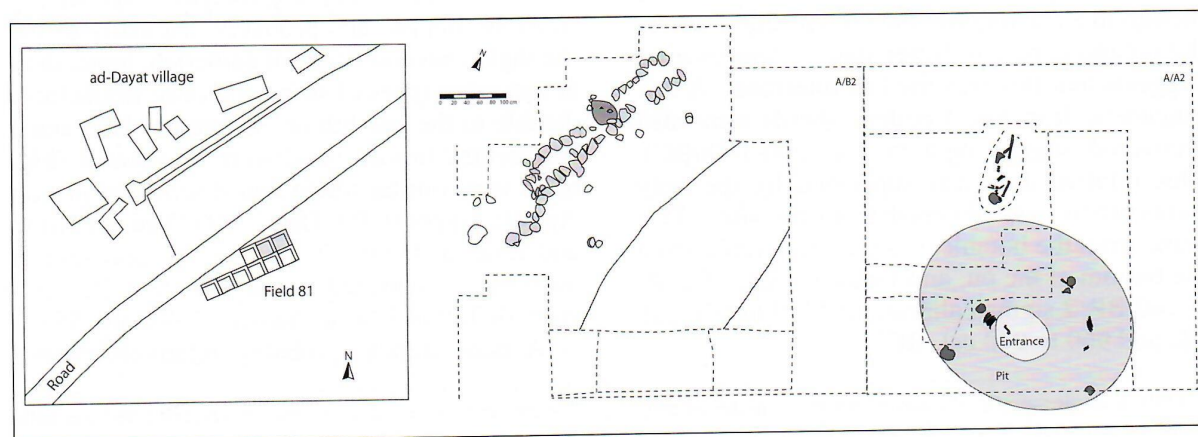 ad-Dayat village
Field 81
Road
N
N
0 20 40 60 80 100 cm
A/B2
A/A2
Entrance
Pit